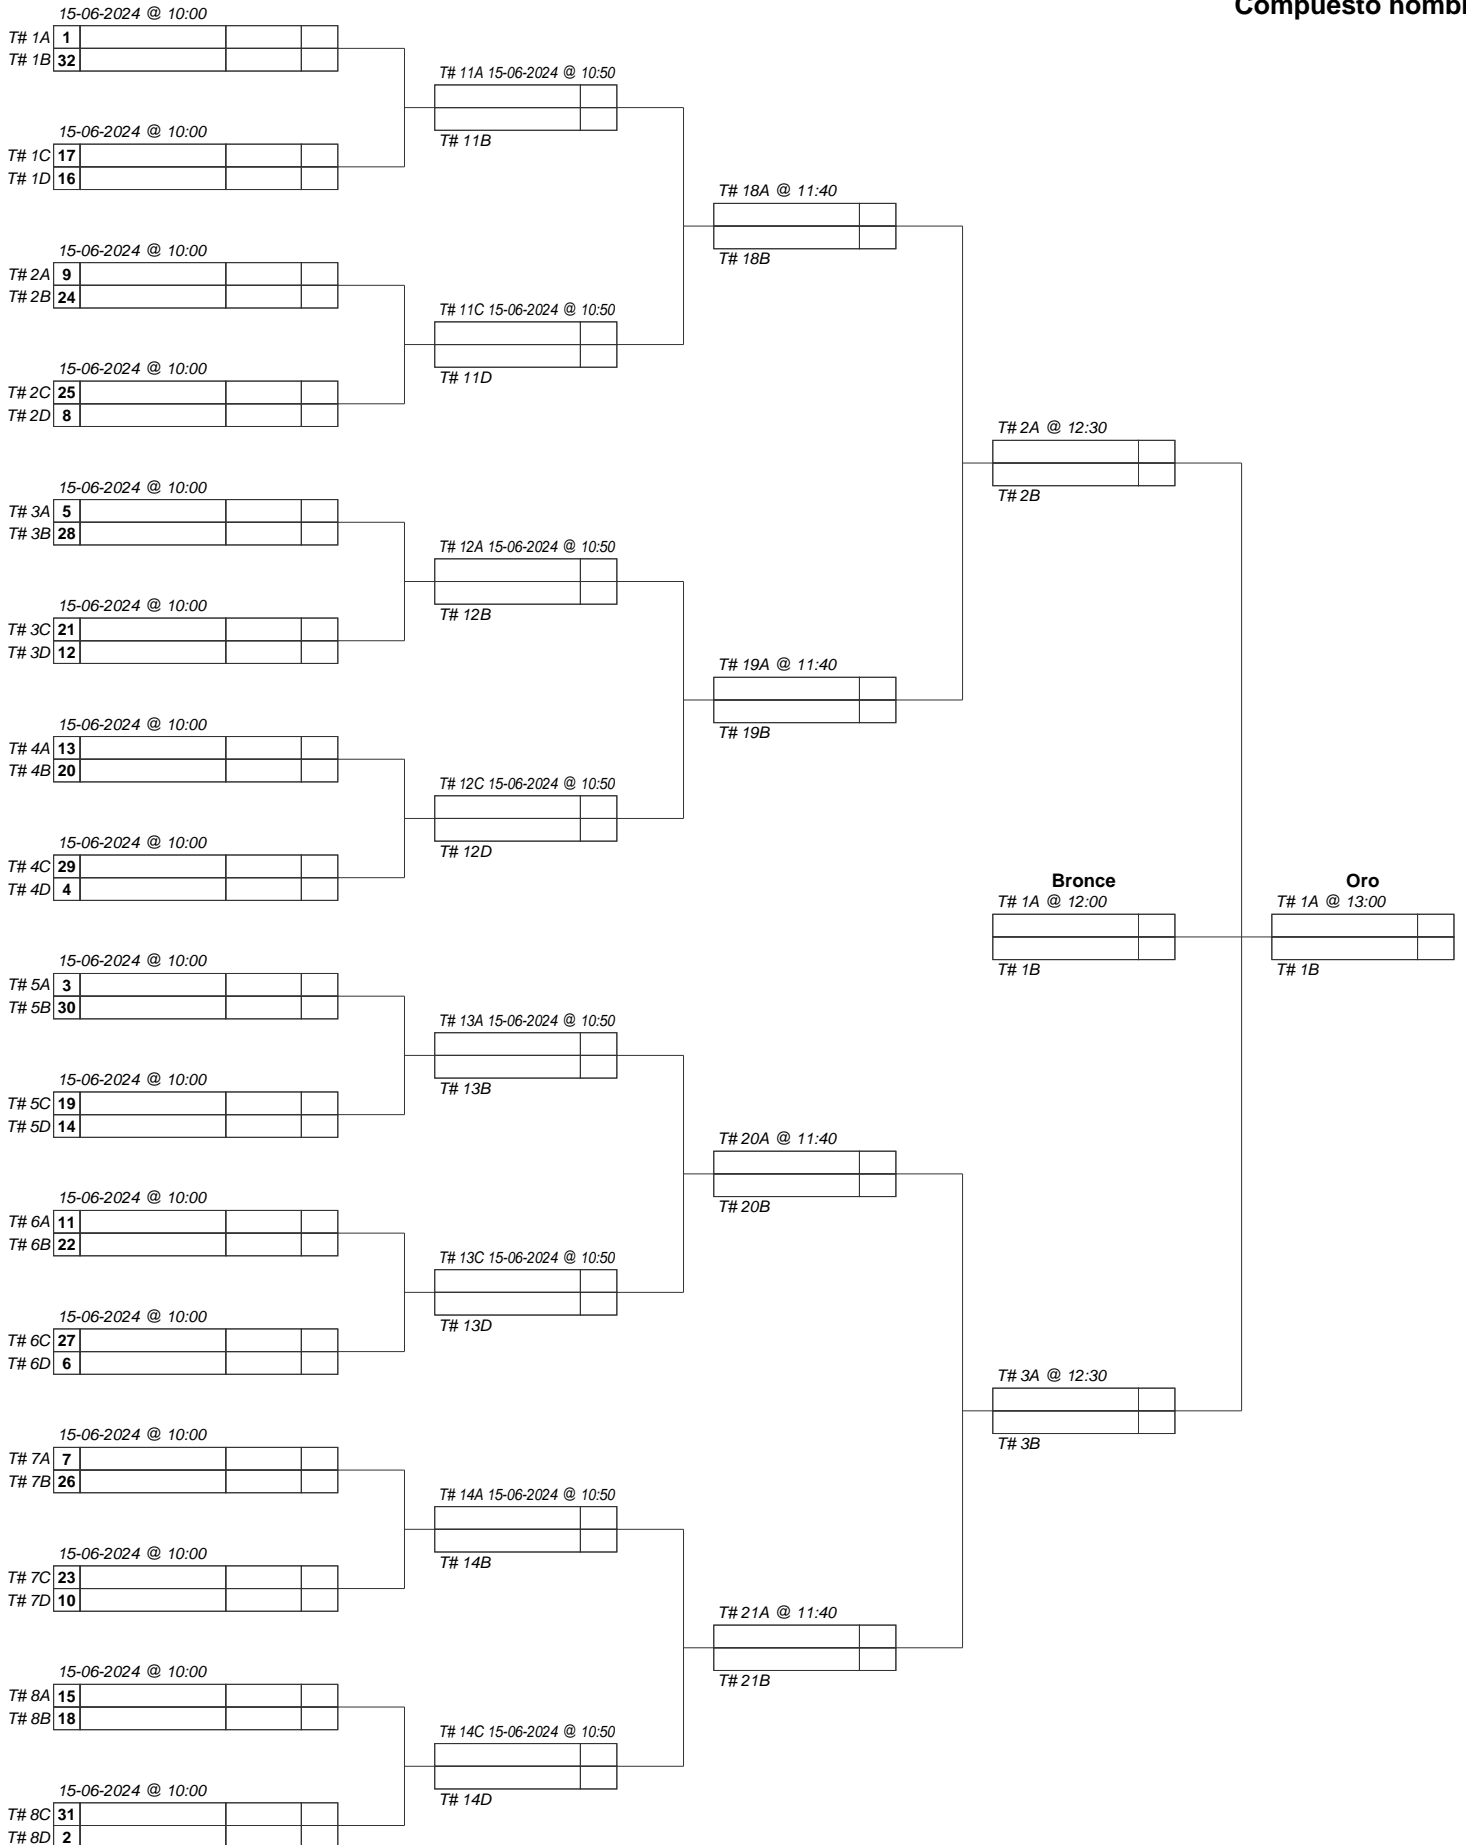 Compuesto hombr
15-06-2024 @ 10:00
T# 1A 1
T# 1B 32
T# 11A 15-06-2024 @ 10:50
T# 11B
15-06-2024 @ 10:00
T# 1C 17
T# 1D 16
T# 18A @ 11:40
T# 18B
15-06-2024 @ 10:00
T# 2A 9
T# 2B 24
T# 11C 15-06-2024 @ 10:50
T# 11D
15-06-2024 @ 10:00
T# 2C 25
T# 2D 8
T# 2A @ 12:30
T# 2B
15-06-2024 @ 10:00
T# 3A 5
T# 3B 28
T# 12A 15-06-2024 @ 10:50
T# 12B
15-06-2024 @ 10:00
T# 3C 21
T# 3D 12
T# 19A @ 11:40
T# 19B
15-06-2024 @ 10:00
T# 4A 13
T# 4B 20
T# 12C 15-06-2024 @ 10:50
T# 12D
15-06-2024 @ 10:00
T# 4C 29
T# 4D 4
Bronce
T# 1A @ 12:00
T# 1B
Oro
T# 1A @ 13:00
T# 1B
15-06-2024 @ 10:00
T# 5A 3
T# 5B 30
T# 13A 15-06-2024 @ 10:50
T# 13B
15-06-2024 @ 10:00
T# 5C 19
T# 5D 14
T# 20A @ 11:40
T# 20B
15-06-2024 @ 10:00
T# 6A 11
T# 6B 22
T# 13C 15-06-2024 @ 10:50
T# 13D
15-06-2024 @ 10:00
T# 6C 27
T# 6D 6
T# 3A @ 12:30
T# 3B
15-06-2024 @ 10:00
T# 7A 7
T# 7B 26
T# 14A 15-06-2024 @ 10:50
T# 14B
15-06-2024 @ 10:00
T# 7C 23
T# 7D 10
T# 21A @ 11:40
T# 21B
15-06-2024 @ 10:00
T# 8A 15
T# 8B 18
T# 14C 15-06-2024 @ 10:50
T# 14D
15-06-2024 @ 10:00
T# 8C 31
T# 8D 2